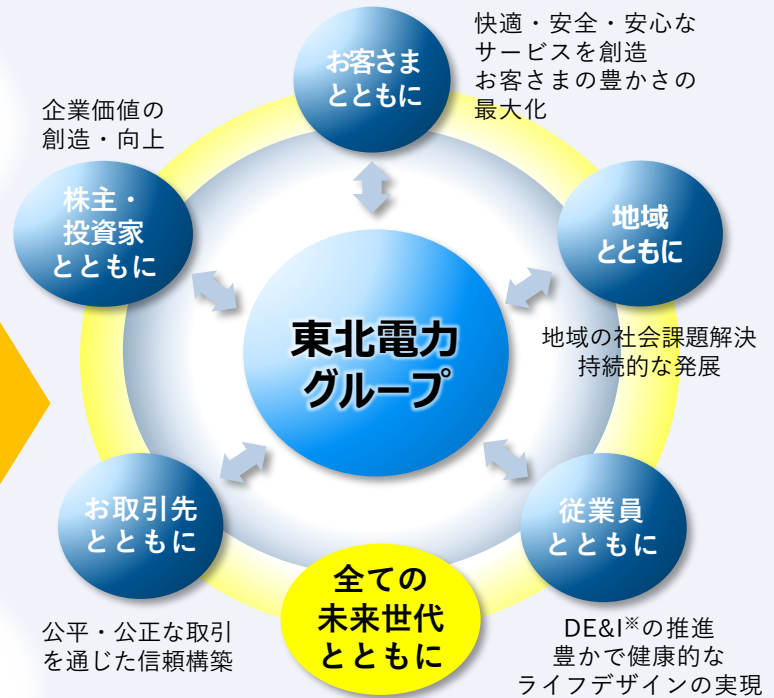 お客さま
とともに
快適・安全・安心な
サービスを創造
お客さまの豊かさの
最大化
企業価値の
創造・向上
株主・
投資家
とともに
地域
とともに
地域の社会課題解決
持続的な発展
東北電力
グループ
お取引先
とともに
公平・公正な取引
を通じた信頼構築
従業員
とともに
DE&I※の推進
豊かで健康的な
ライフデザインの実現
全ての
未来世代
とともに